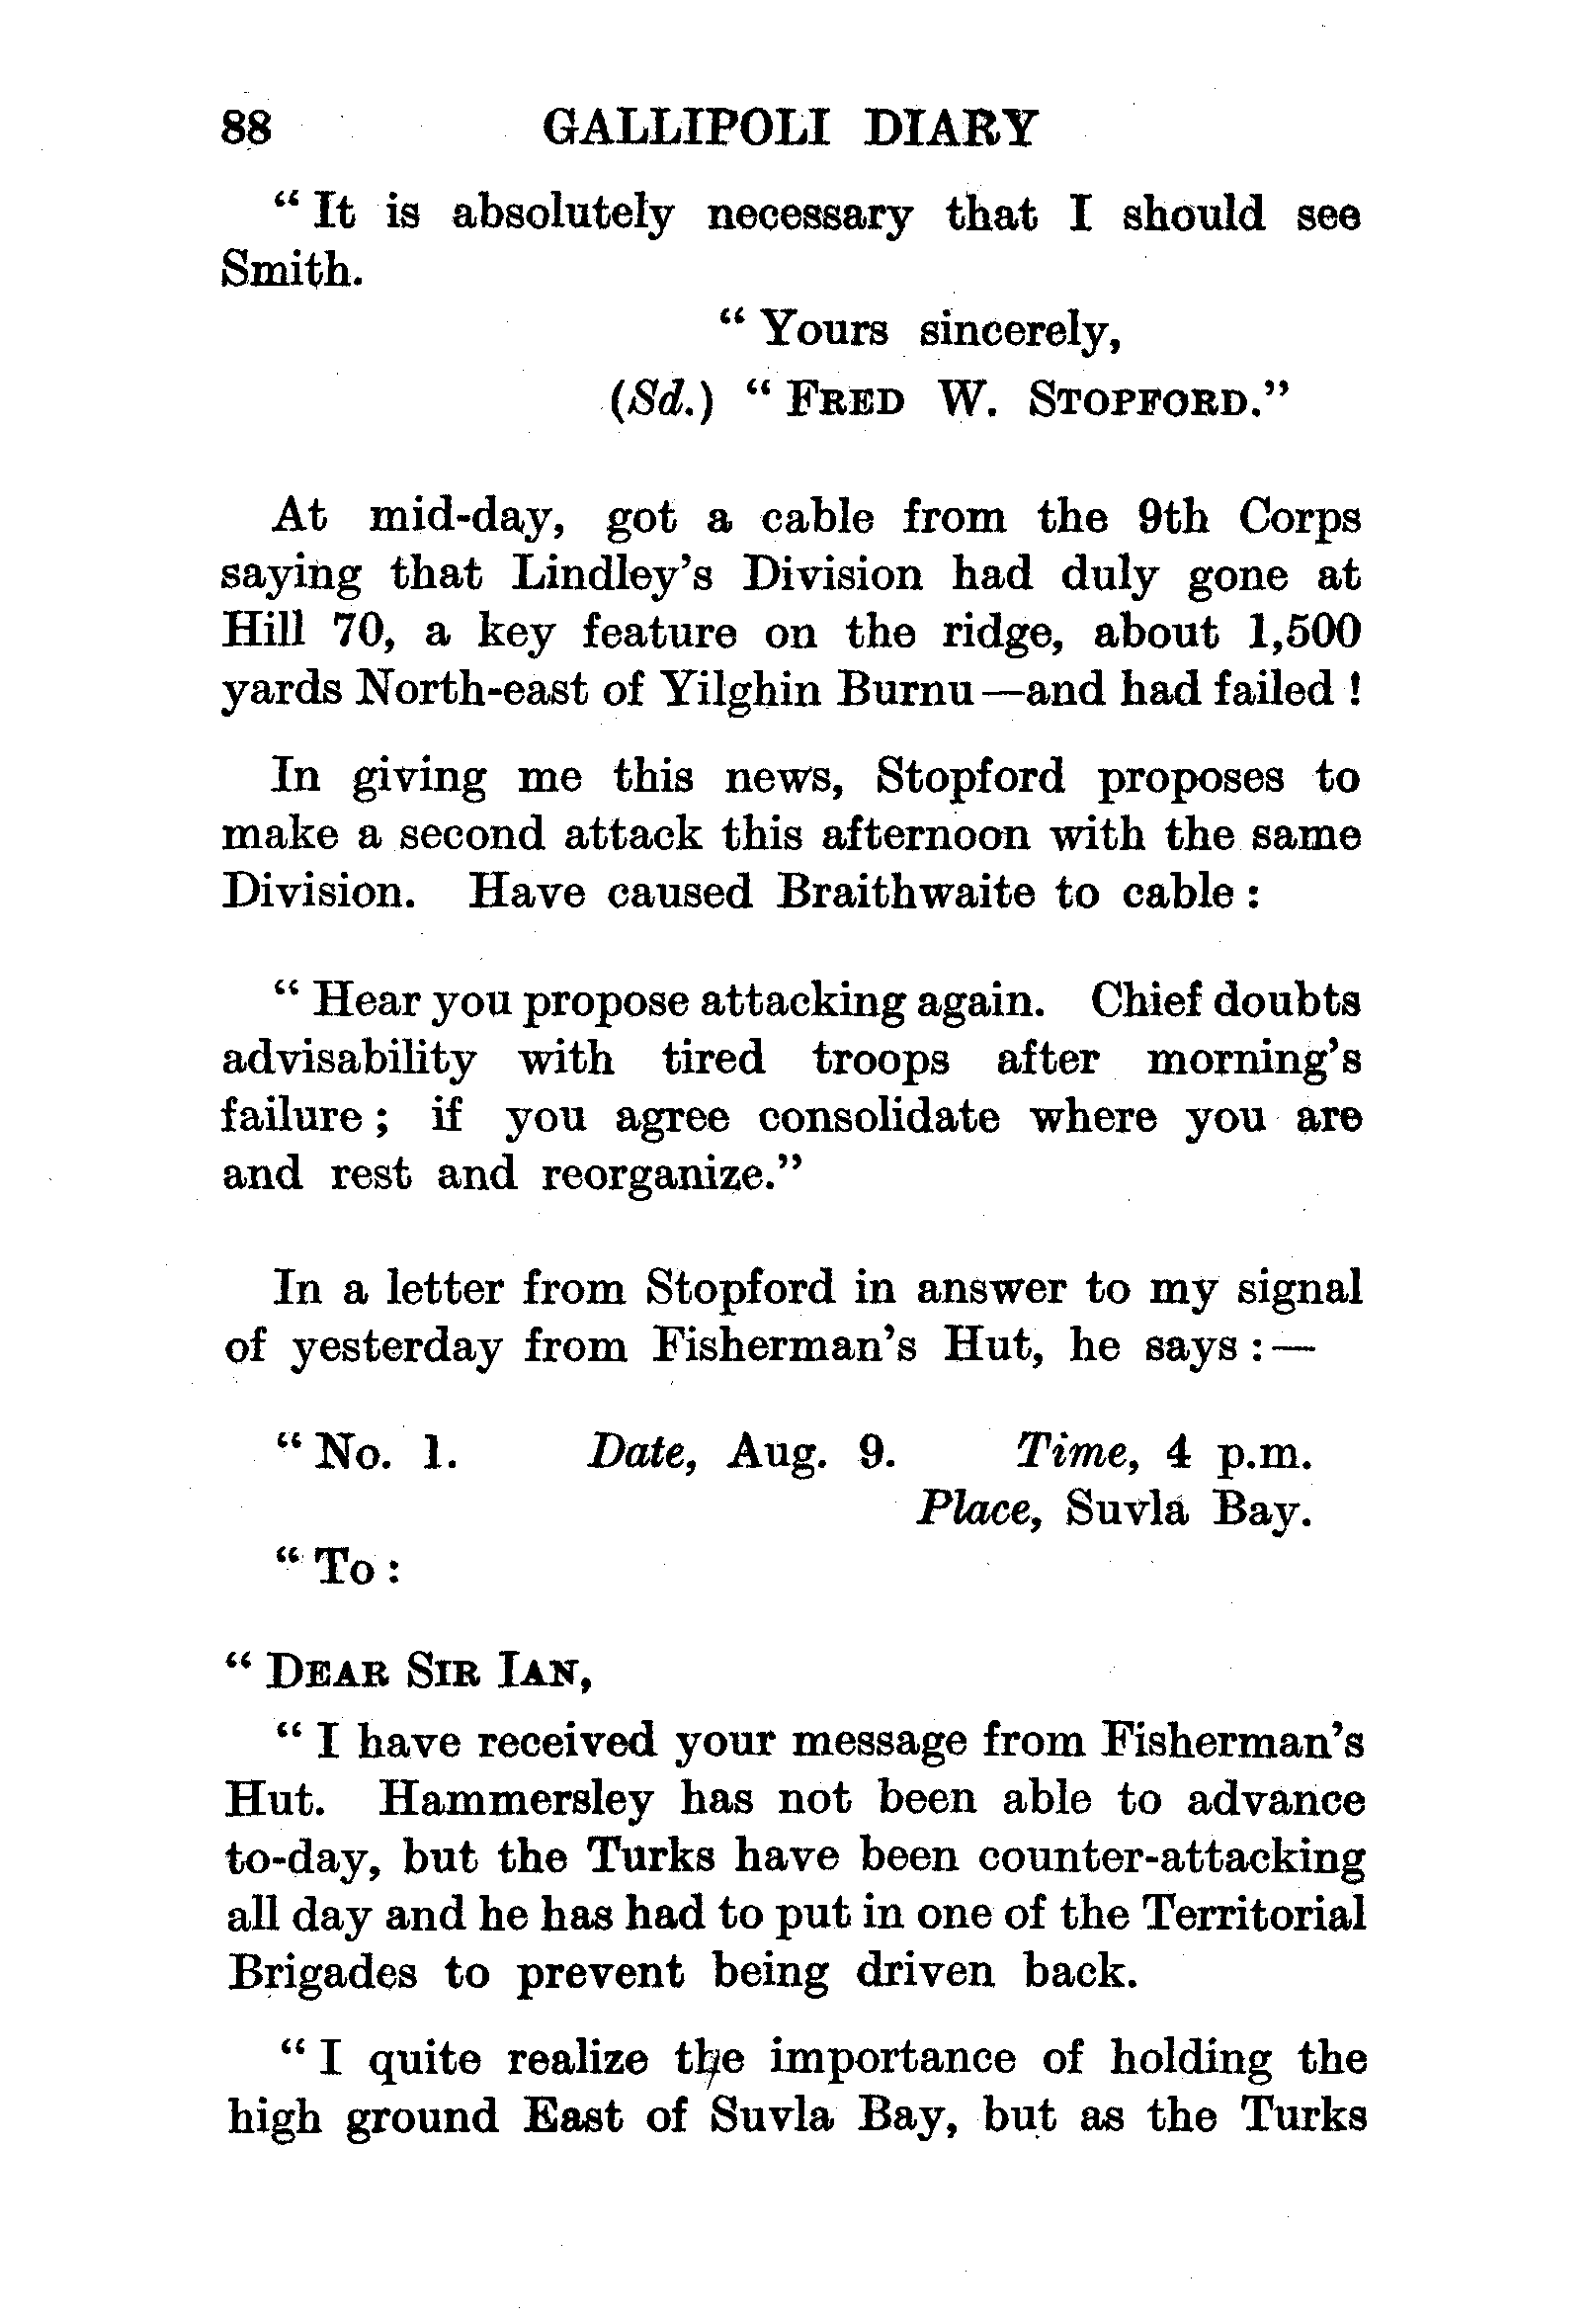 88 GALLIPOLI DIARY
“ It is absolutely necessary that I should see
Smith.
“ Yours sincerely,
(Sd.) “ FRED W. STOPFORD.”
At mid-day, got a cable from the 9th Corps
saying that Lindley’s Division had duly gone at
Hill 70, a key feature on the ridge, about 1,500
yards North-east of Yilghin Burnu—and had failed !
In giving me this news, Stopford proposes to
make a second attack this afternoon with the same
Division. Have caused Braithwaite to cable :
“ Hear you propose attacking again. Chief doubts
advisability with tired troops after morning’s
failure ; if you agree consolidate where you are
and rest and reorganize.”
In a letter from Stopford in answer to my signal
of yesterday from Fisherman’s Hut, he says :—
“ No. 1. Date, Aug. 9. Time, 4 p.m.
Place, Suvla Bay.
“ To :
“ DEAR SIR IAN,
“ I have received your message from Fisherman’s
Hut. Hammersley has not been able to advance
to-day, but the Turks have been counter-attacking
all day and he has had to put in one of the Territorial
Brigades to prevent being driven back.
“ I quite realize the importance of holding the
high ground East of Suvla Bay, but as the Turks